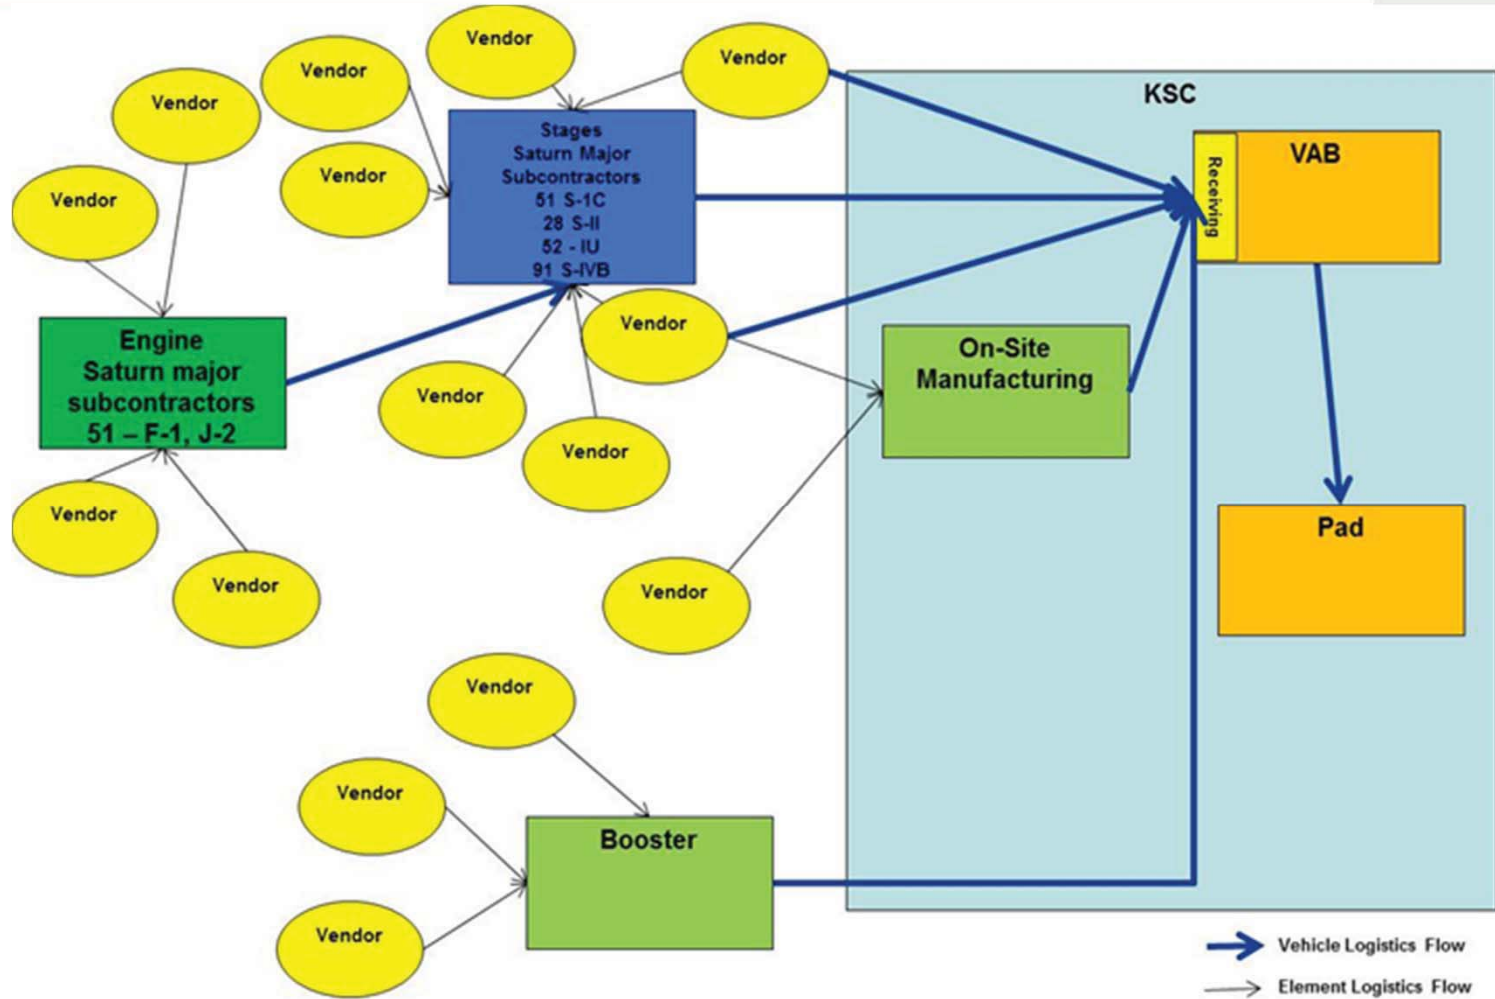 Vendor
Vendor
Vendor
Vendor
Vendor
Vendor
Vendor
Stages
Saturn Major
Subcontractors
51 S-1C
28 S-II
52 - IU
91 S-IVB
KSC
VAB
Receiving
Engine
Saturn major
subcontractors
51 – F-1, J-2
Vendor
Vendor
Vendor
On-Site
Manufacturing
Vendor
Vendor
Vendor
Pad
Vendor
Vendor
Vendor
Booster
Vehicle Logistics Flow
Element Logistics Flow